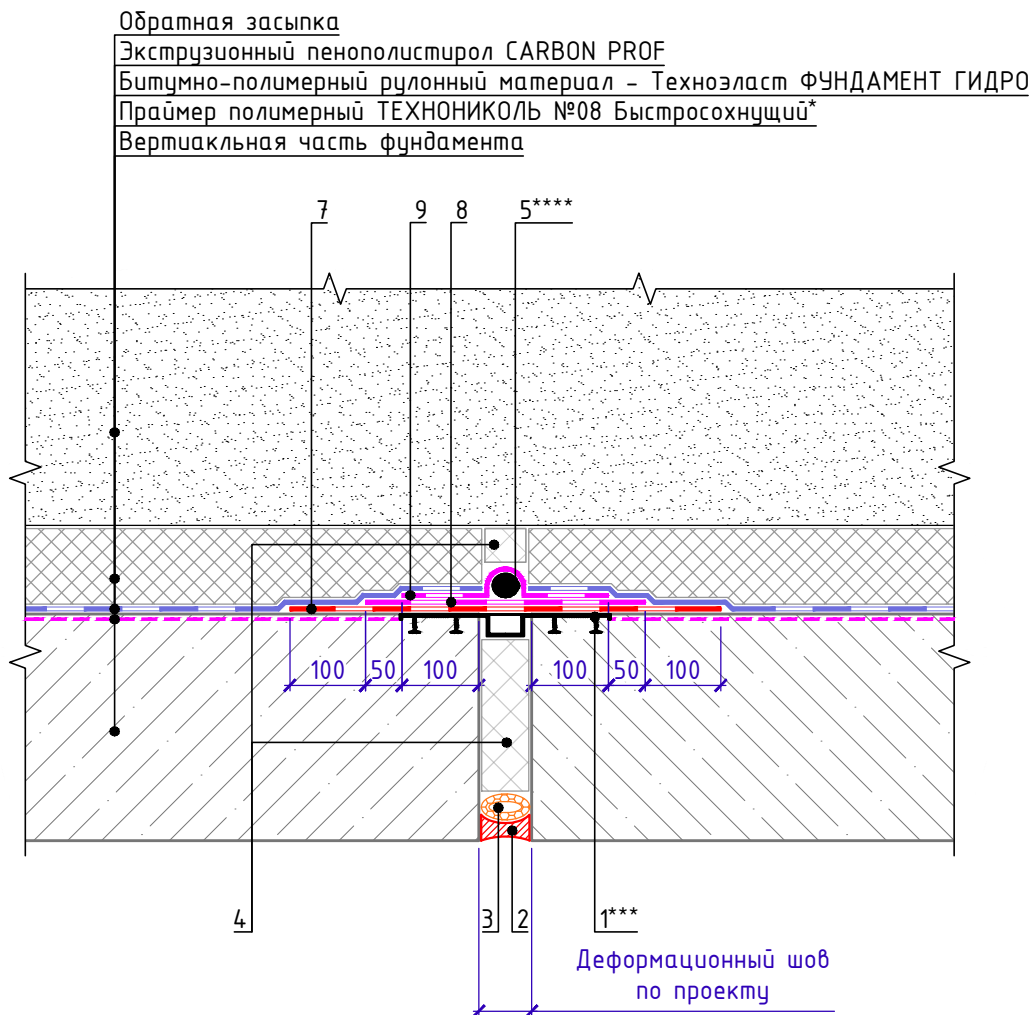 Обратная засыпка
Экструзионный пенополистирол CARBON PROF
Битумно-полимерный рулонный материал - Техноэласт ФУНДАМЕНТ ГИДРО
Праймер полимерный ТЕХНОНИКОЛЬ №08 Быстросохнущий*
Вертиакльная часть фундамента
7 9 8 5****
100 50 100 100 50 100
4 3 2 1***
Деформационный шов
по проекту